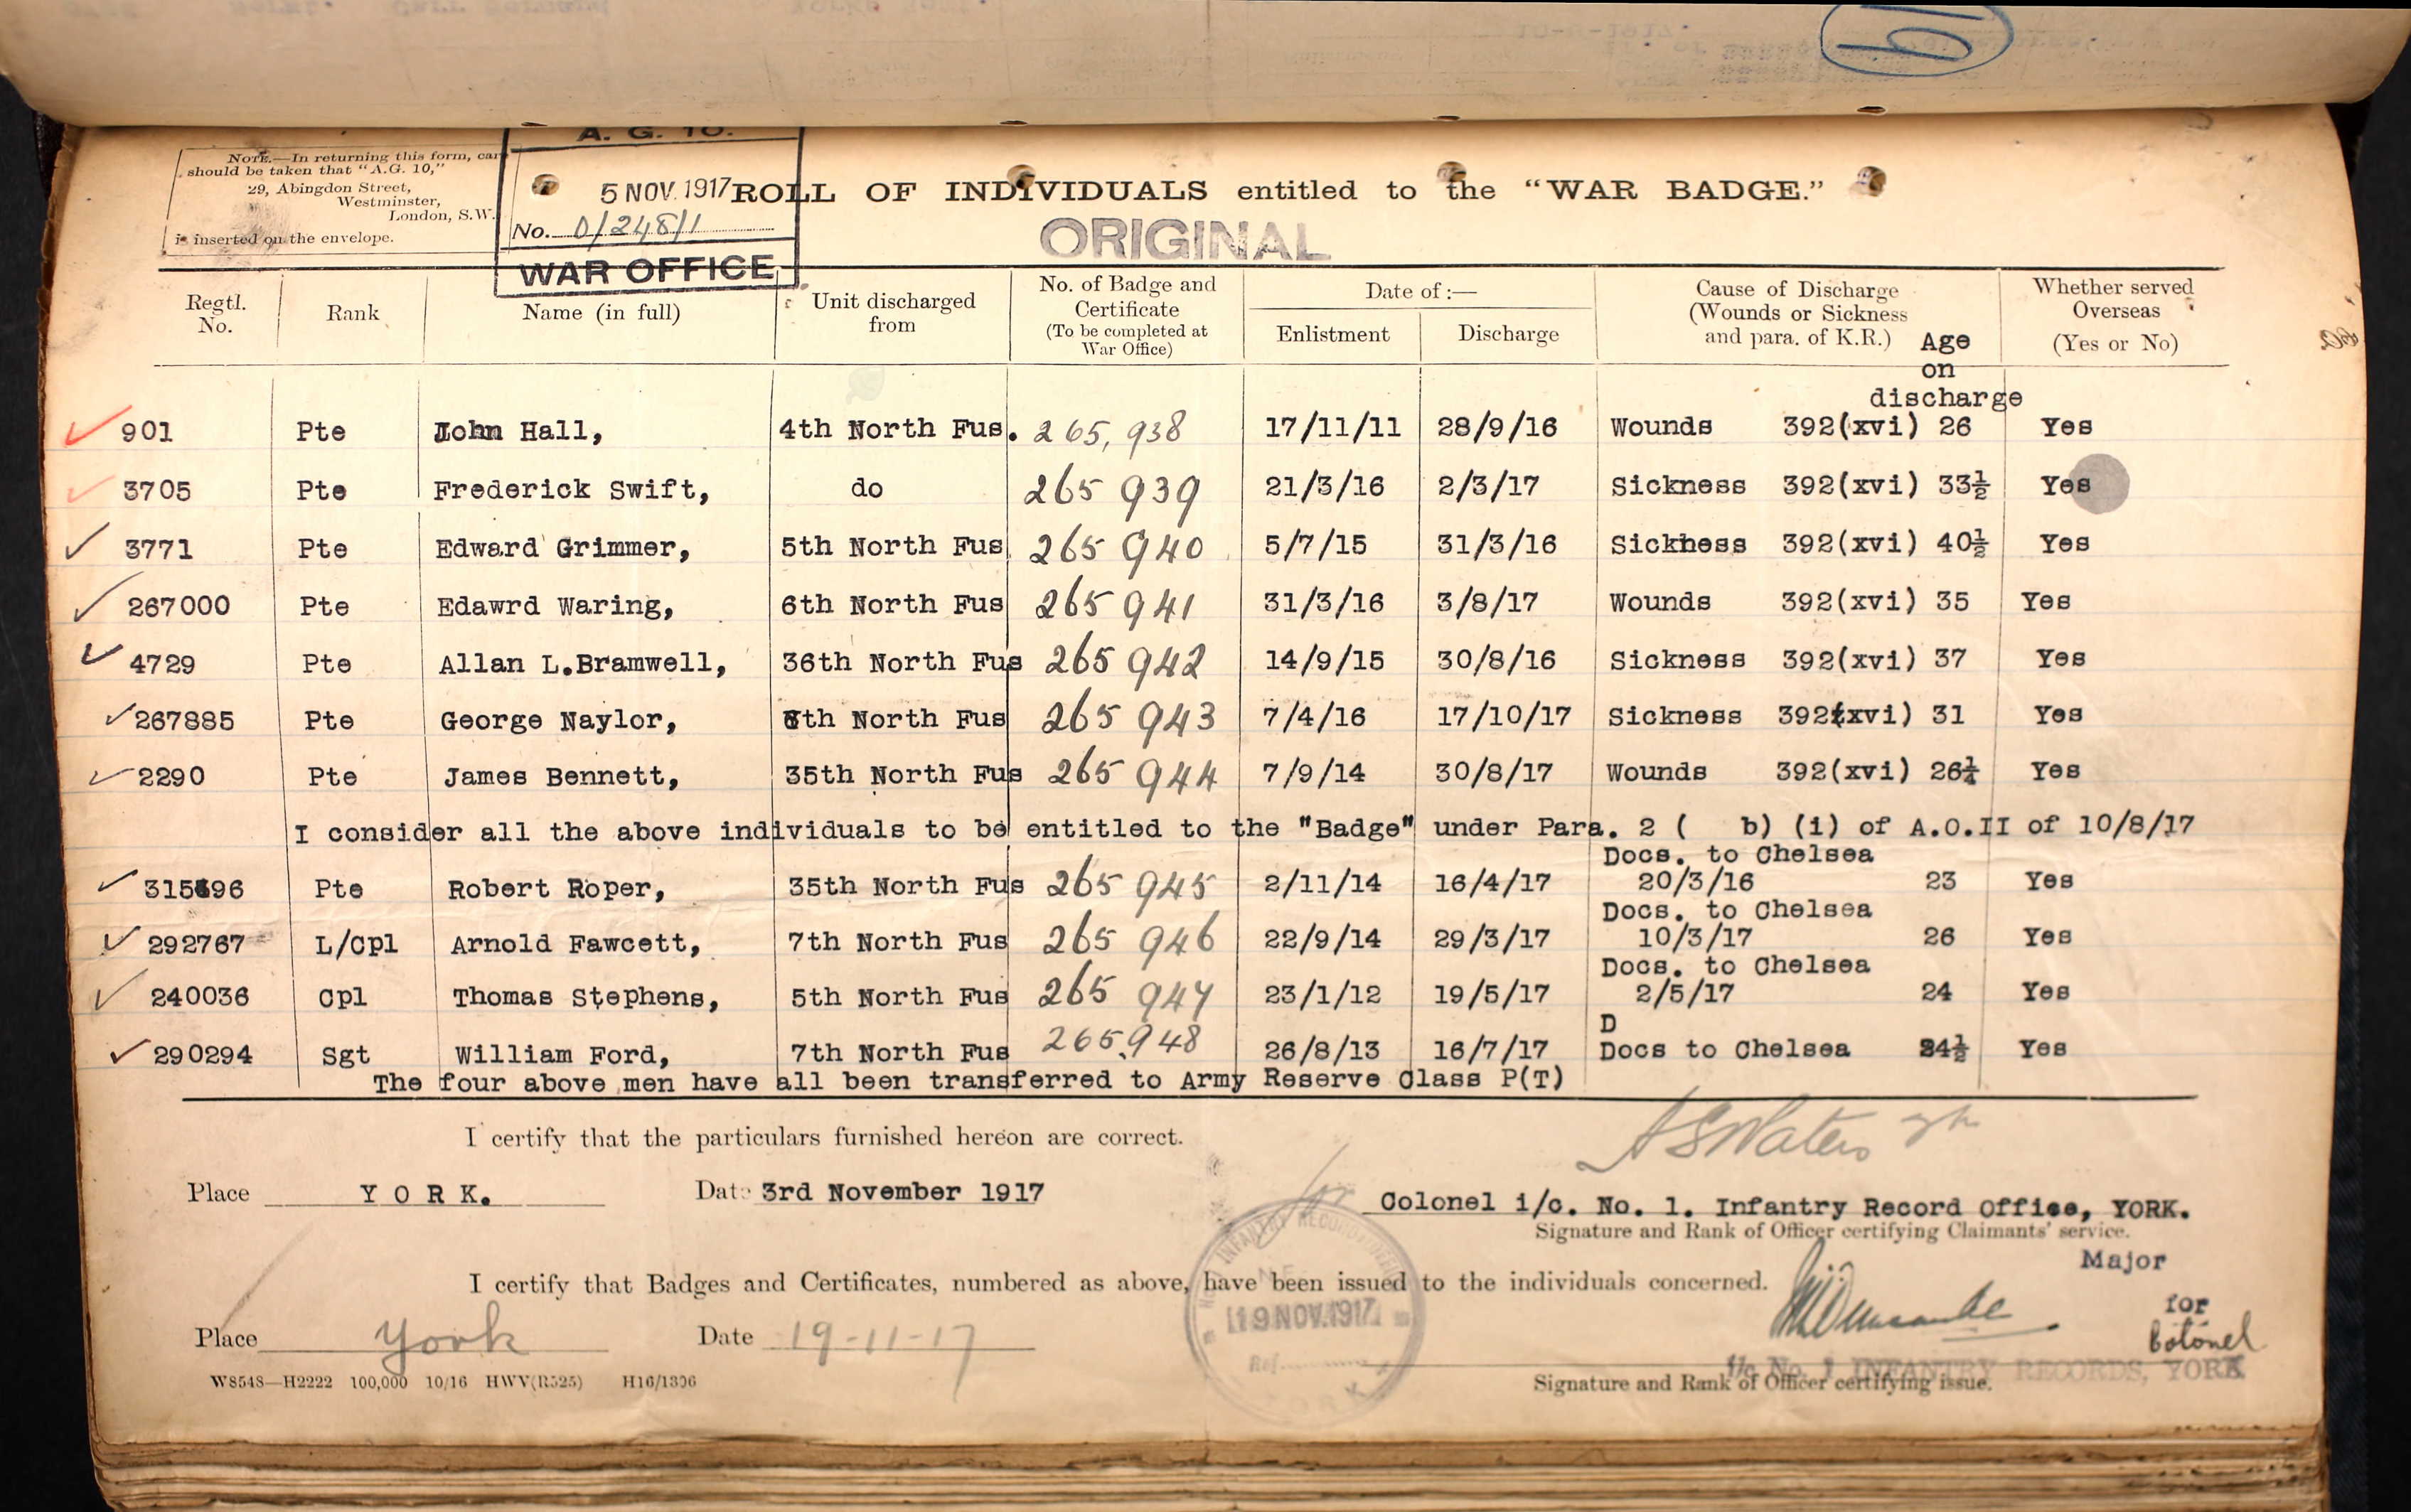 19
NOTE.—In returning this form, car
should be taken that "A.G. 10,"
29, Abingdon Street,
Westminster,
London, S.W.
is inserted on the envelope.
A. G. 10.
5 NOV. 1917
No. D/248/1
WAR OFFICE
ROLL OF INDIVIDUALS entitled to the "WAR BADGE."
ORIGINAL
Regtl. No. Rank Name (in full) Unit discharged from No. of Badge and Certificate (To be completed at War Office) Date of :— Enlistment Discharge Cause of Discharge (Wounds or Sickness and para. of K.R.) Age on discharge Whether served Overseas (Yes or No)
901 Pte John Hall, 4th North Fus. 265,938 17/11/11 28/9/16 Wounds 392(xvi) 26 Yes
3705 Pte Frederick Swift, do 265 939 21/3/16 2/3/17 Sickness 392(xvi) 33½ Yes
3771 Pte Edward Grimmer, 5th North Fus 265 940 5/7/15 31/3/16 Sickness 392(xvi) 40½ Yes
267000 Pte Edawrd Waring, 6th North Fus 265 941 31/3/16 3/8/17 Wounds 392(xvi) 35 Yes
4729 Pte Allan L.Bramwell, 36th North Fus 265 942 14/9/15 30/8/16 Sickness 392(xvi) 37 Yes
267885 Pte George Naylor, th North Fus 265 943 7/4/16 17/10/17 Sickness 392(xvi) 31 Yes
2290 Pte James Bennett, 35th North Fus 265 944 7/9/14 30/8/17 Wounds 392(xvi) 26¼ Yes
I consider all the above individuals to be entitled to the "Badge" under Para. 2 ( b) (i) of A.O.II of 10/8/17
Docs. to Chelsea
Pte Robert Roper, 35th North Fus 265 945 2/11/14 16/4/17 20/3/16 23 Yes
Docs. to Chelsea
292767 L/Cpl Arnold Fawcett, 7th North Fus 265 946 22/9/14 29/3/17 10/3/17 26 Yes
Docs. to Chelsea
240036 Cpl Thomas Stephens, 5th North Fus 265 947 23/1/12 19/5/17 2/5/17 24 Yes
D
290294 Sgt William Ford, 7th North Fus 265,948 26/8/13 16/7/17 Docs to Chelsea 24½ Yes
The four above men have all been transferred to Army Reserve Class P(T)
I certify that the particulars furnished hereon are correct.
A S Waters
Place YORK. Date 3rd November 1917
for Colonel i/c. No. 1. Infantry Record Office, YORK.
Signature and Rank of Officer certifying Claimants' service.
Major
I certify that Badges and Certificates, numbered as above, have been issued to the individuals concerned.
for
Colonel
19 NOV. 1917
Ref.
YORK
Place York Date 19-11-17
i/c No. 1 INFANTRY RECORDS, YORK
Signature and Rank of Officer certifying issue.
W8548—H2222 100,000 10/16 HWV(R525) H16/1306